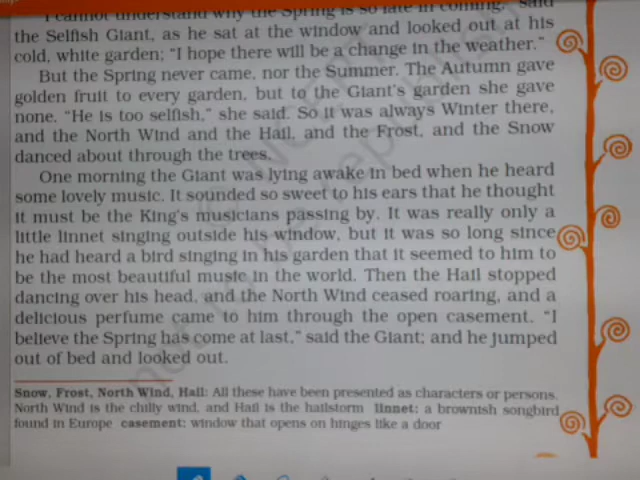 "I cannot understand why the Spring is so late in coming," said
the Selfish Giant, as he sat at the window and looked out at his
cold, white garden; "I hope there will be a change in the weather."
But the Spring never came, nor the Summer. The Autumn gave
golden fruit to every garden, but to the Giant's garden she gave
none. "He is too selfish," she said. So it was always Winter there,
and the North Wind and the Hail, and the Frost, and the Snow
danced about through the trees.
One morning the Giant was lying awake in bed when he heard
some lovely music. It sounded so sweet to his ears that he thought
it must be the King's musicians passing by. It was really only a
little linnet singing outside his window, but it was so long since
he had heard a bird singing in his garden that it seemed to him to
be the most beautiful music in the world. Then the Hail stopped
dancing over his head, and the North Wind ceased roaring, and a
delicious perfume came to him through the open casement. "I
believe the Spring has come at last," said the Giant; and he jumped
out of bed and looked out.
Snow, Frost, North Wind, Hail: All these have been presented as characters or persons.
North Wind is the chilly wind, and Hail is the hailstorm linnet: a brownish songbird
found in Europe casement: window that opens on hinges like a door